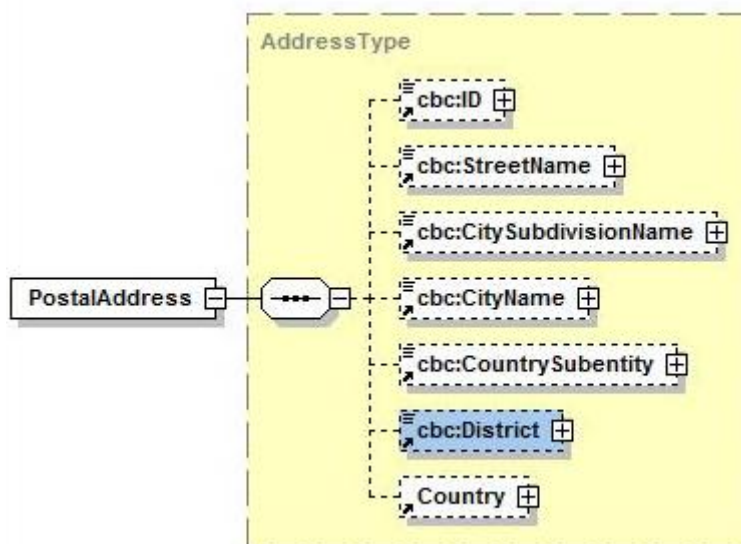 AddressType
cbc:ID
cbc:StreetName
cbc:CitySubdivisionName
PostalAddress
cbc:CityName
cbc:CountrySubentity
cbc:District
Country